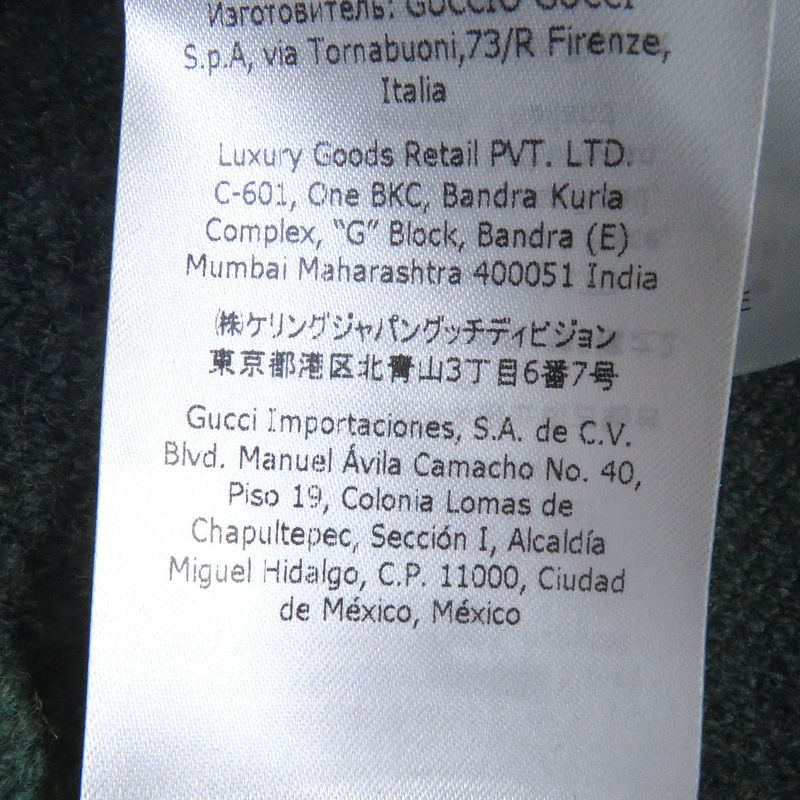 Изготовитель: GUCCIO GUCCI
S.p.A, via Tornabuoni,73/R Firenze,
Italia
Luxury Goods Retail PVT. LTD.
C-601, One BKC, Bandra Kurla
Complex, “G” Block, Bandra (E)
Mumbai Maharashtra 400051 India
㈱ケリングジャパングッチディビジョン
東京都港区北青山3丁目6番7号
Gucci Importaciones, S.A. de C.V.
Blvd. Manuel Ávila Camacho No. 40,
Piso 19, Colonia Lomas de
Chapultepec, Sección I, Alcaldía
Miguel Hidalgo, C.P. 11000, Ciudad
de México, México